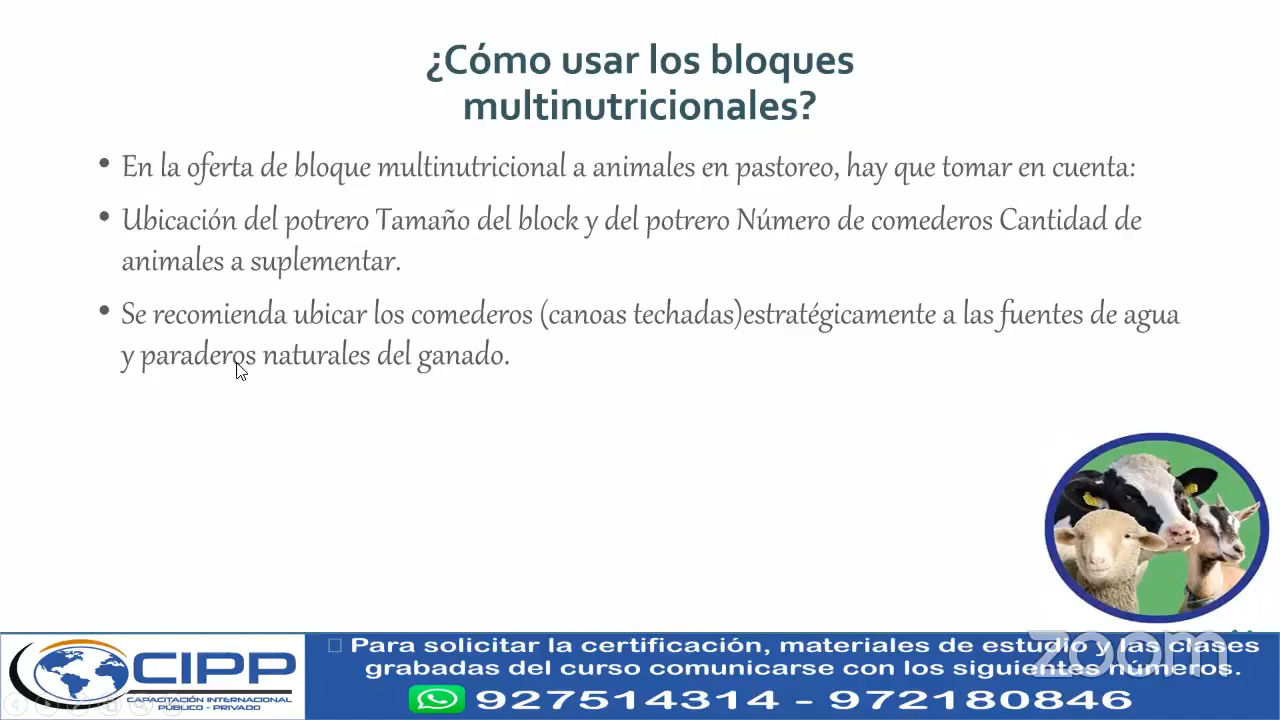 ¿Cómo usar los bloques
multinutricionales?
• En la oferta de bloque multinutricional a animales en pastoreo, hay que tomar en cuenta:
• Ubicación del potrero Tamaño del block y del potrero Número de comederos Cantidad de
animales a suplementar.
• Se recomienda ubicar los comederos (canoas techadas)estratégicamente a las fuentes de agua
y paraderos naturales del ganado.
CIPP
CAPACITACIÓN INTERNACIONAL
PÚBLICO - PRIVADO
Para solicitar la certificación, materiales de estudio y las clases
grabadas del curso comunicarse con los siguientes números.
927514314 - 972180846
zoom